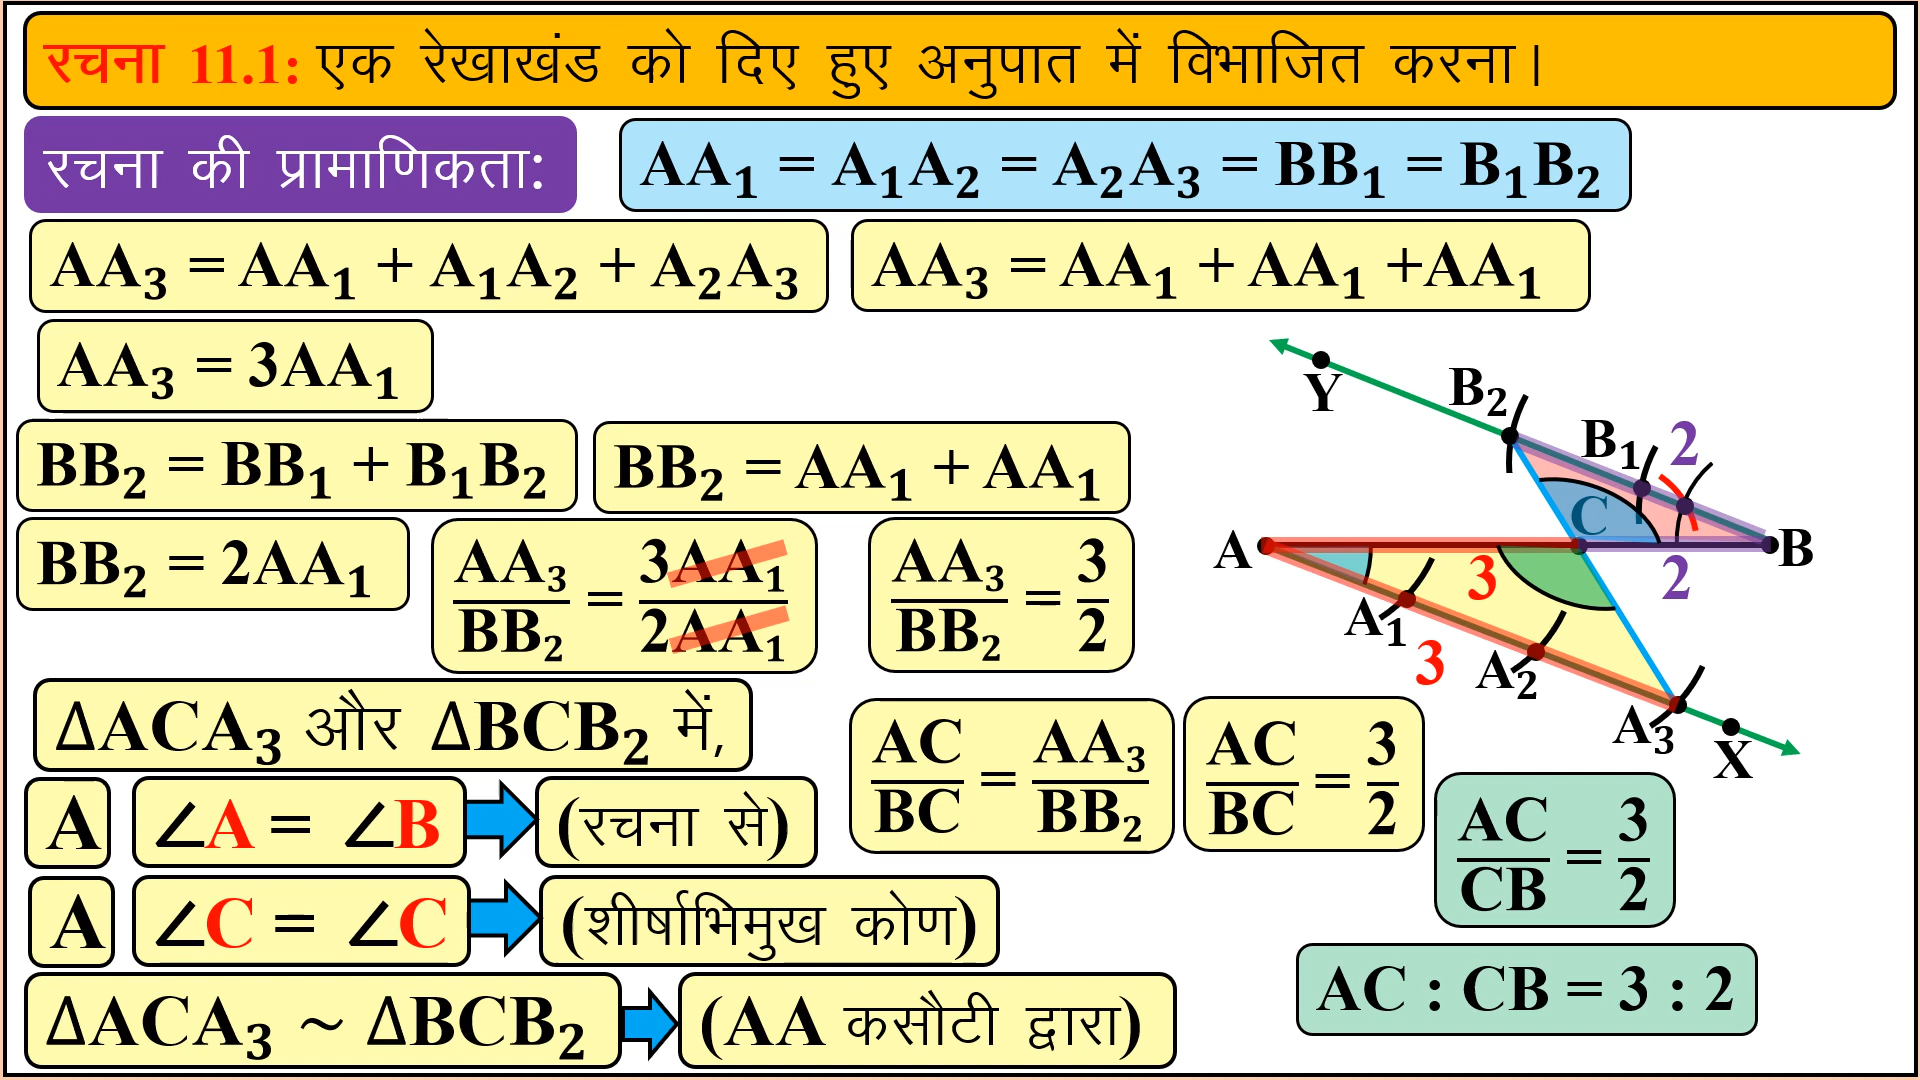 रचना 11.1: एक रेखाखंड को दिए हुए अनुपात में विभाजित करना।
रचना की प्रामाणिकता:
AA₁ = A₁A₂ = A₂A₃ = BB₁ = B₁B₂
AA₃ = AA₁ + A₁A₂ + A₂A₃
AA₃ = AA₁ + AA₁ +AA₁
AA₃ = 3AA₁
BB₂ = BB₁ + B₁B₂
BB₂ = AA₁ + AA₁
BB₂ = 2AA₁
AA₃/BB₂ = 3AA₁/2AA₁
AA₃/BB₂ = 3/2
ΔACA₃ और ΔBCB₂ में,
A ∠A = ∠B (रचना से)
A ∠C = ∠C (शीर्षाभिमुख कोण)
ΔACA₃ ~ ΔBCB₂ (AA कसौटी द्वारा)
AC/BC = AA₃/BB₂
AC/BC = 3/2
AC/CB = 3/2
AC : CB = 3 : 2
Y
B₂
B₁
2
C
A
B
3
2
A₁
3
A₂
A₃
X